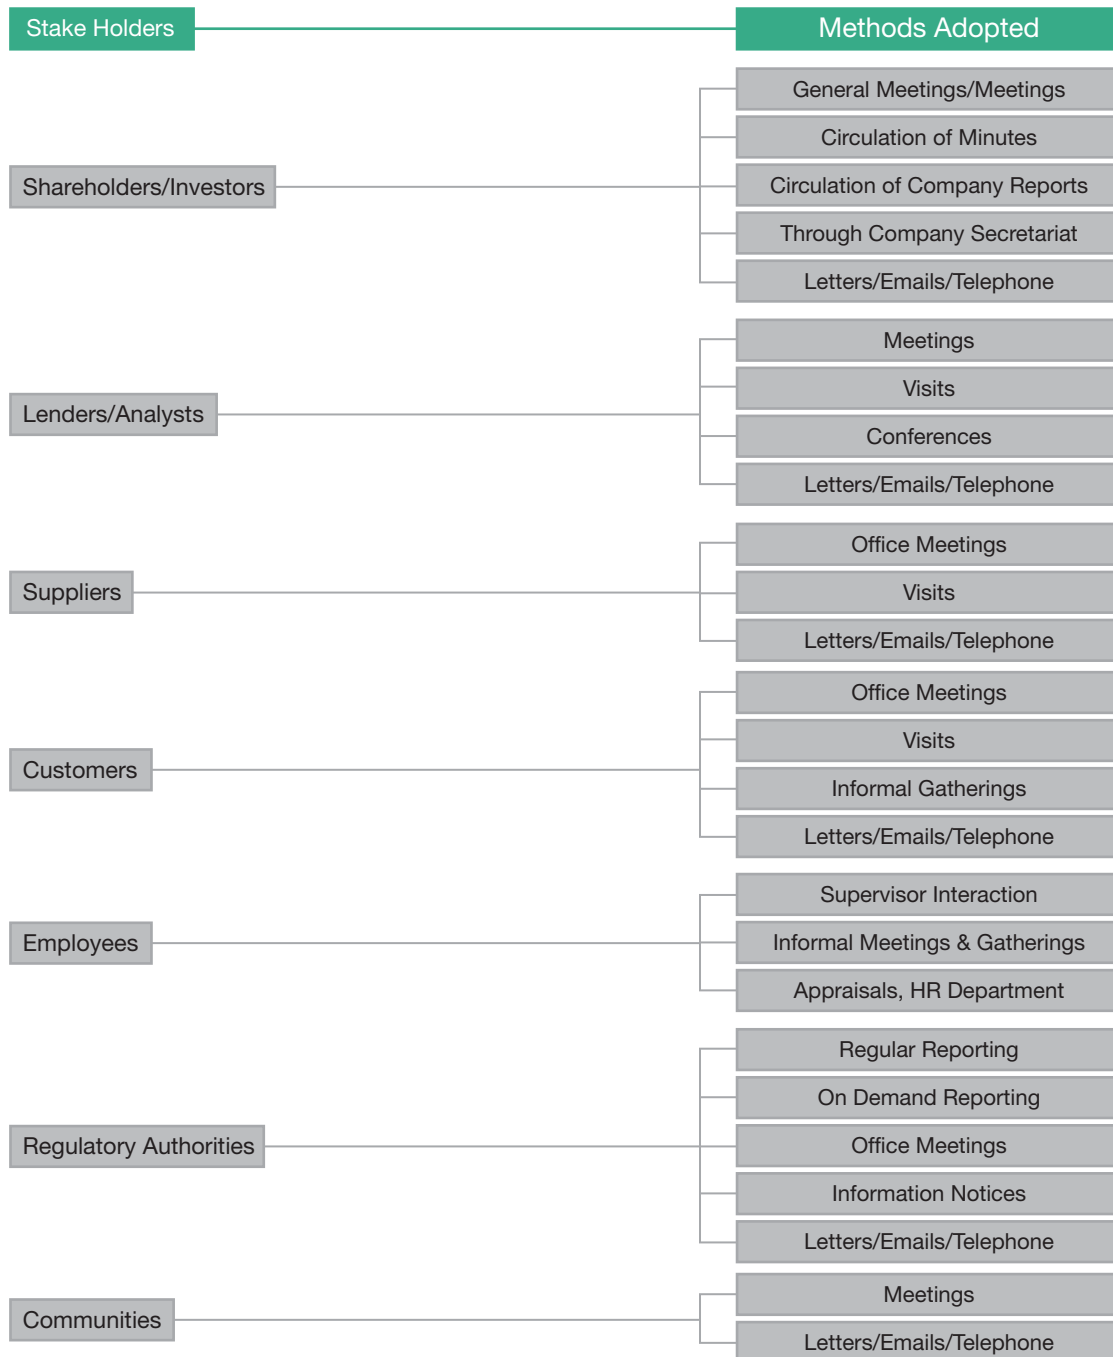 Stake Holders
Methods Adopted
Shareholders/Investors
General Meetings/Meetings
Circulation of Minutes
Circulation of Company Reports
Through Company Secretariat
Letters/Emails/Telephone
Lenders/Analysts
Meetings
Visits
Conferences
Letters/Emails/Telephone
Suppliers
Office Meetings
Visits
Letters/Emails/Telephone
Customers
Office Meetings
Visits
Informal Gatherings
Letters/Emails/Telephone
Employees
Supervisor Interaction
Informal Meetings & Gatherings
Appraisals, HR Department
Regulatory Authorities
Regular Reporting
On Demand Reporting
Office Meetings
Information Notices
Letters/Emails/Telephone
Communities
Meetings
Letters/Emails/Telephone